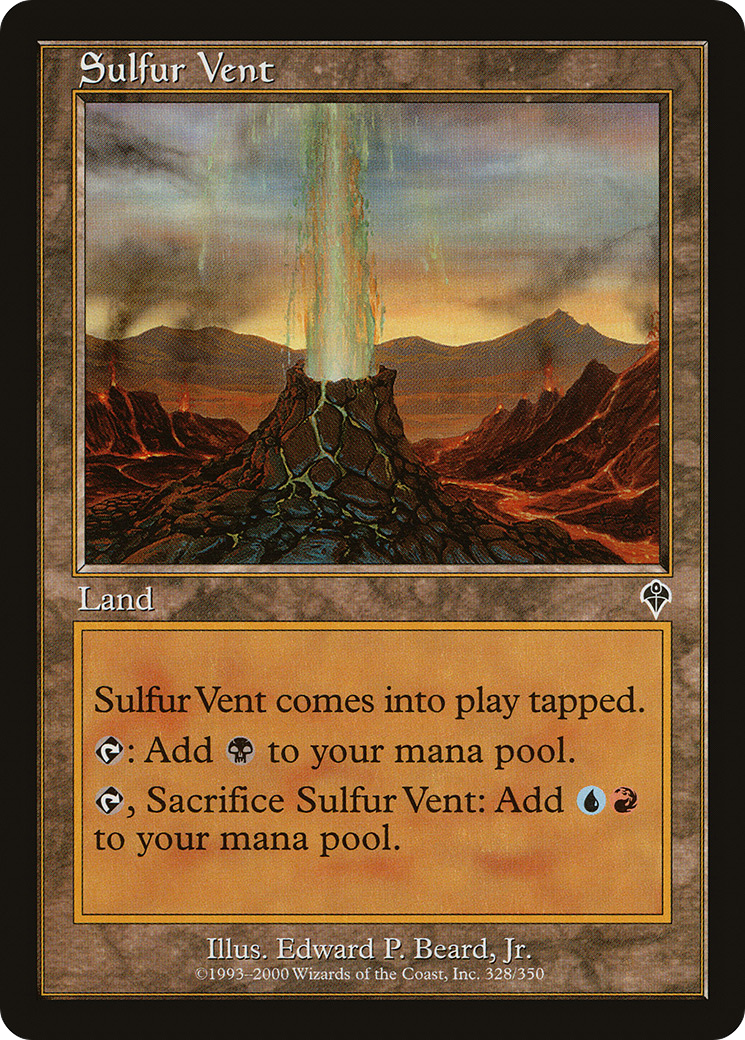 Sulfur Vent
Land
Sulfur Vent comes into play tapped.
: Add to your mana pool.
, Sacrifice Sulfur Vent: Add
to your mana pool.
Illus. Edward P. Beard, Jr.
©1993–2000 Wizards of the Coast, Inc. 328/350